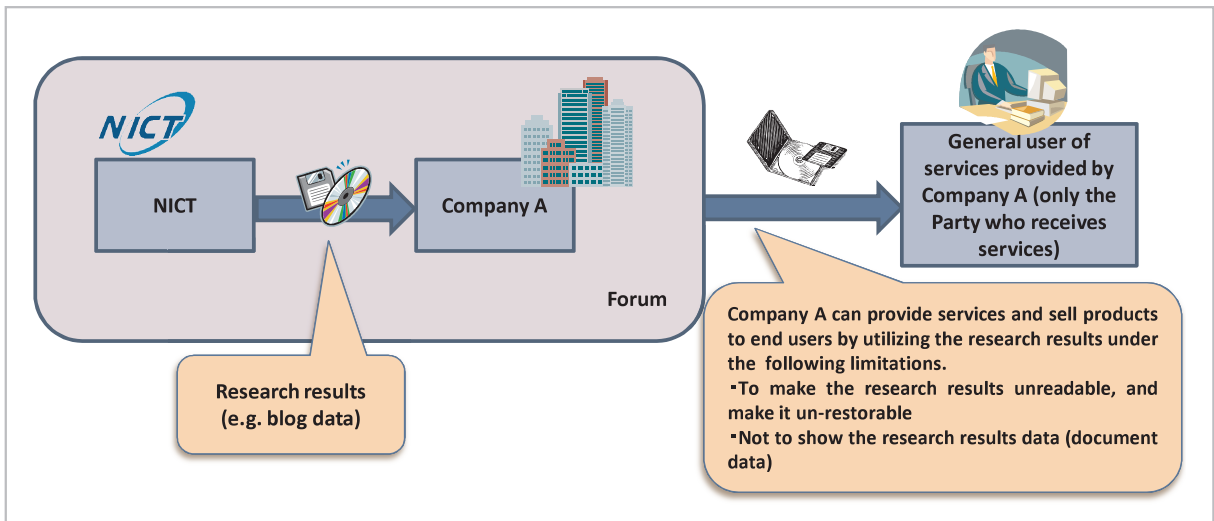 NICT
NICT
Company A
Forum
Research results
(e.g. blog data)
General user of
services provided by
Company A (only the
Party who receives
services)
Company A can provide services and sell products
to end users by utilizing the research results under
the following limitations.
・To make the research results unreadable, and
make it un-restorable
・Not to show the research results data (document
data)